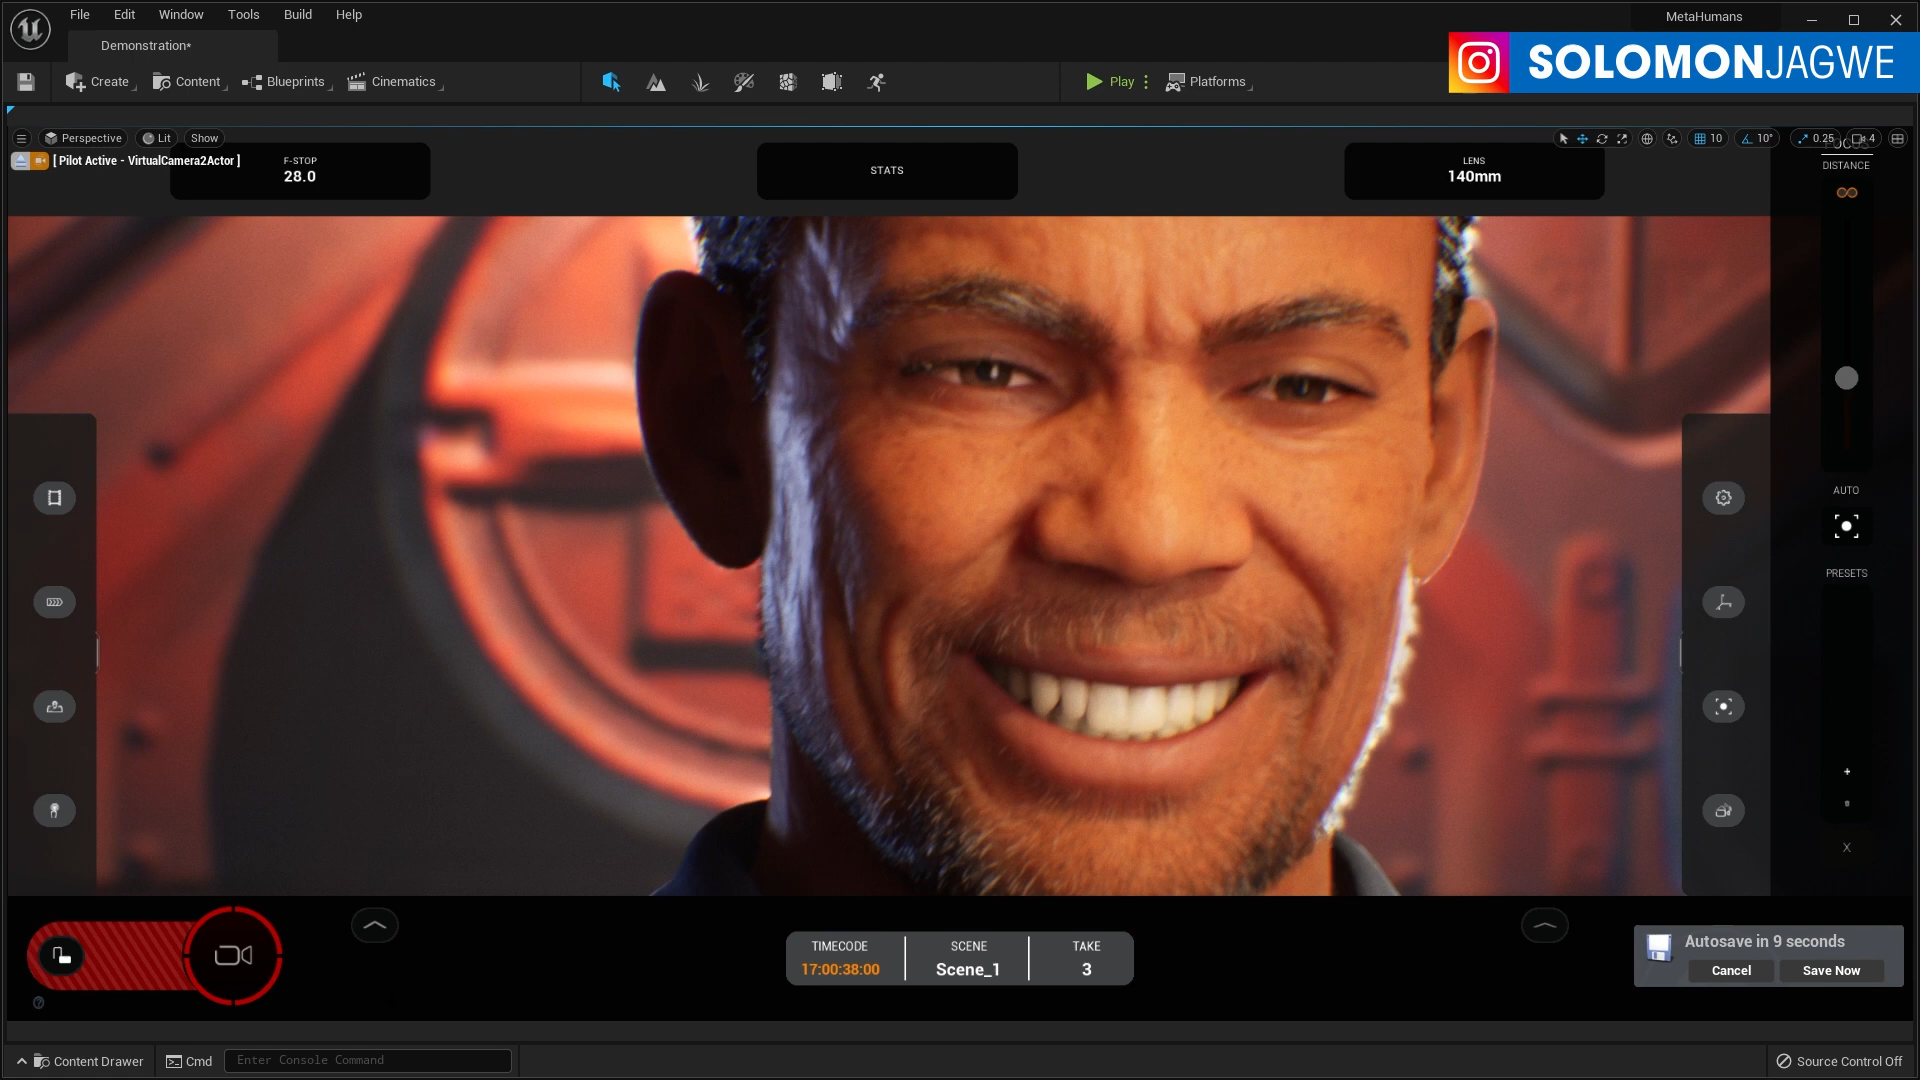 File Edit Window Tools Build Help
MetaHumans
Demonstration*
SOLOMONJAGWE
Create Content Blueprints Cinematics
Play Platforms
Perspective Lit Show
10 10° 0.25 4
[ Pilot Active - VirtualCamera2Actor ]
F-STOP
28.0
STATS
LENS
140mm
FOCUS
DISTANCE
∞
AUTO
PRESETS
+
X
TIMECODE SCENE TAKE
17:00:38:00 Scene_1 3
Autosave in 9 seconds
Cancel Save Now
Content Drawer Cmd Enter Console Command
Source Control Off